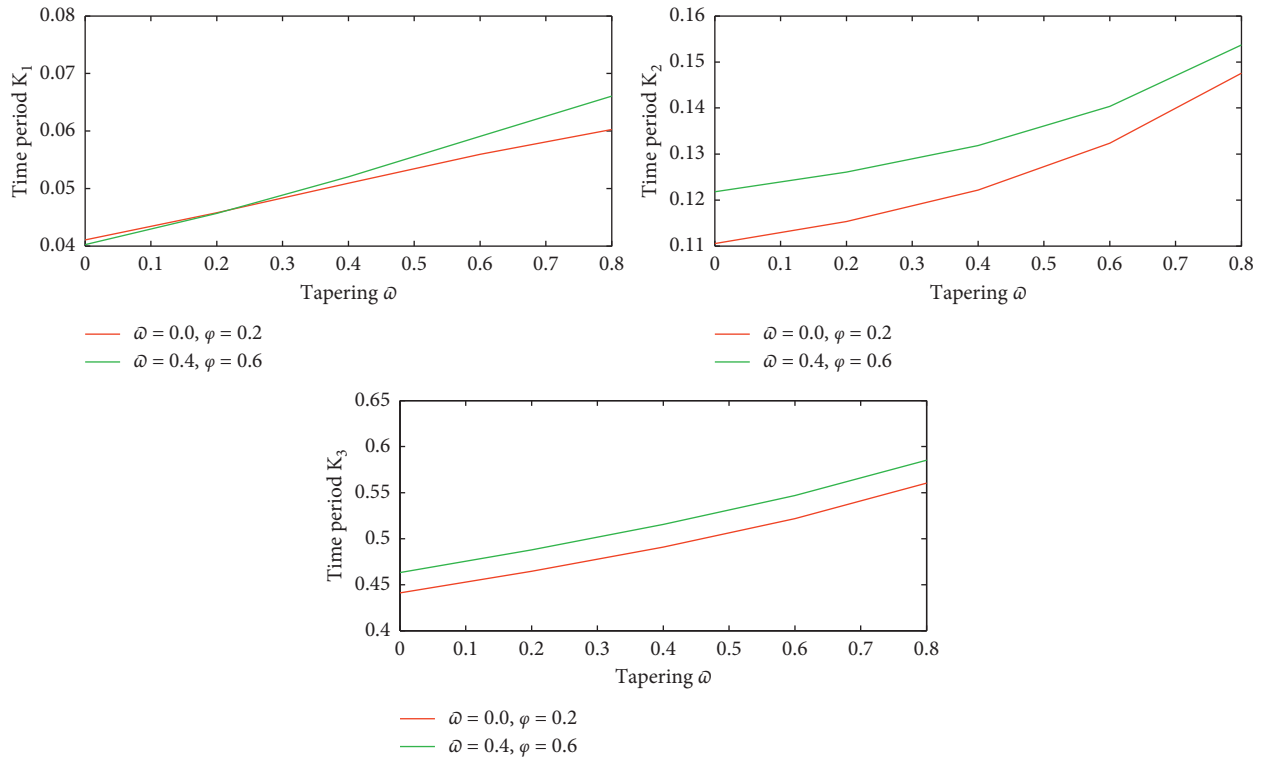 0.08
0.07
0.06
0.05
0.04
Time period K₁
0 0.1 0.2 0.3 0.4 0.5 0.6 0.7 0.8
Tapering ϖ
ϖ = 0.0, φ = 0.2
ϖ = 0.4, φ = 0.6
0.16
0.15
0.14
0.13
0.12
0.11
Time period K₂
0 0.1 0.2 0.3 0.4 0.5 0.6 0.7 0.8
Tapering ϖ
ϖ = 0.0, φ = 0.2
ϖ = 0.4, φ = 0.6
0.65
0.6
0.55
0.5
0.45
0.4
Time period K₃
0 0.1 0.2 0.3 0.4 0.5 0.6 0.7 0.8
Tapering ϖ
ϖ = 0.0, φ = 0.2
ϖ = 0.4, φ = 0.6